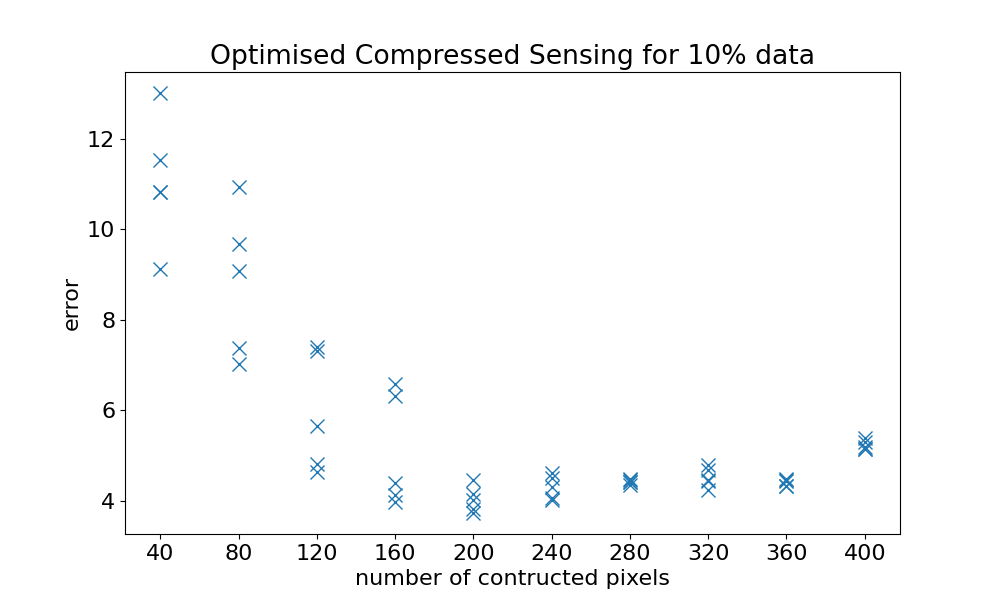 Optimised Compressed Sensing for 10% data
12
10
8
6
4
error
40 80 120 160 200 240 280 320 360 400
number of contructed pixels